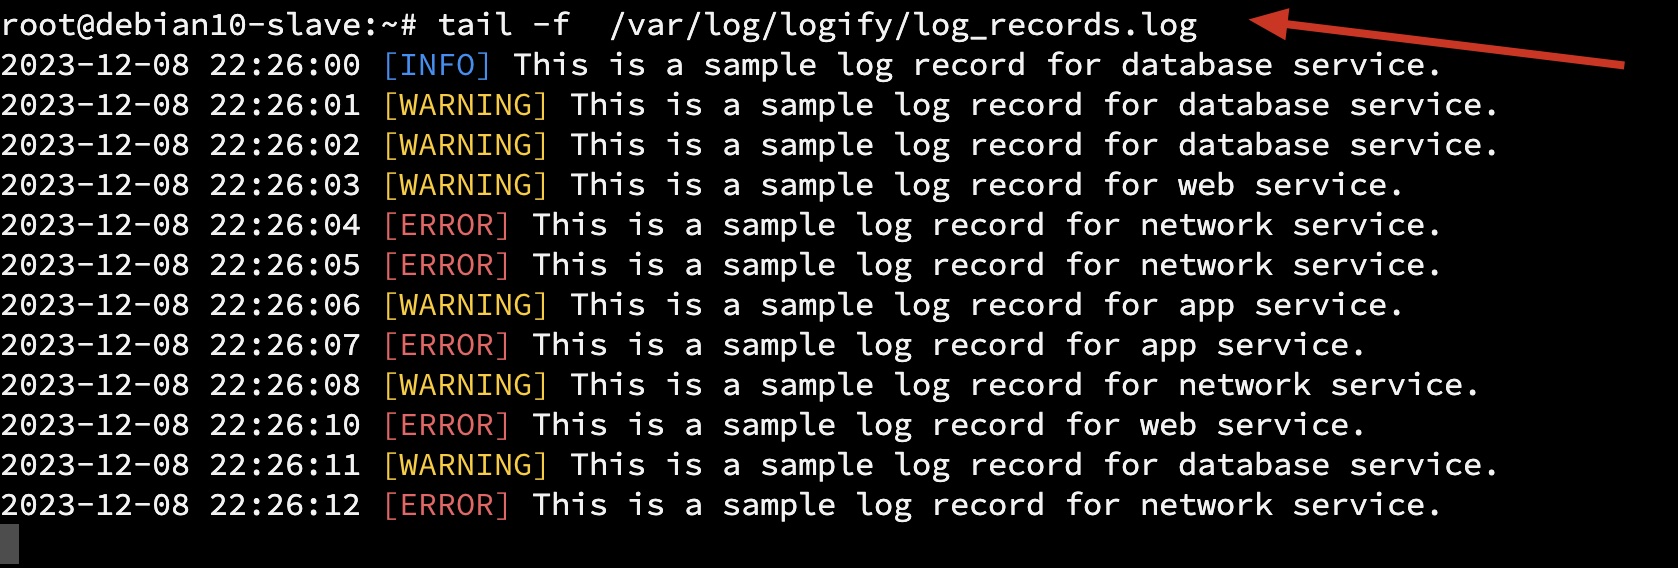 root@debian10-slave:~# tail -f  /var/log/logify/log_records.log
2023-12-08 22:26:00 [INFO] This is a sample log record for database service.
2023-12-08 22:26:01 [WARNING] This is a sample log record for database service.
2023-12-08 22:26:02 [WARNING] This is a sample log record for database service.
2023-12-08 22:26:03 [WARNING] This is a sample log record for web service.
2023-12-08 22:26:04 [ERROR] This is a sample log record for network service.
2023-12-08 22:26:05 [ERROR] This is a sample log record for network service.
2023-12-08 22:26:06 [WARNING] This is a sample log record for app service.
2023-12-08 22:26:07 [ERROR] This is a sample log record for app service.
2023-12-08 22:26:08 [WARNING] This is a sample log record for network service.
2023-12-08 22:26:10 [ERROR] This is a sample log record for web service.
2023-12-08 22:26:11 [WARNING] This is a sample log record for database service.
2023-12-08 22:26:12 [ERROR] This is a sample log record for network service.